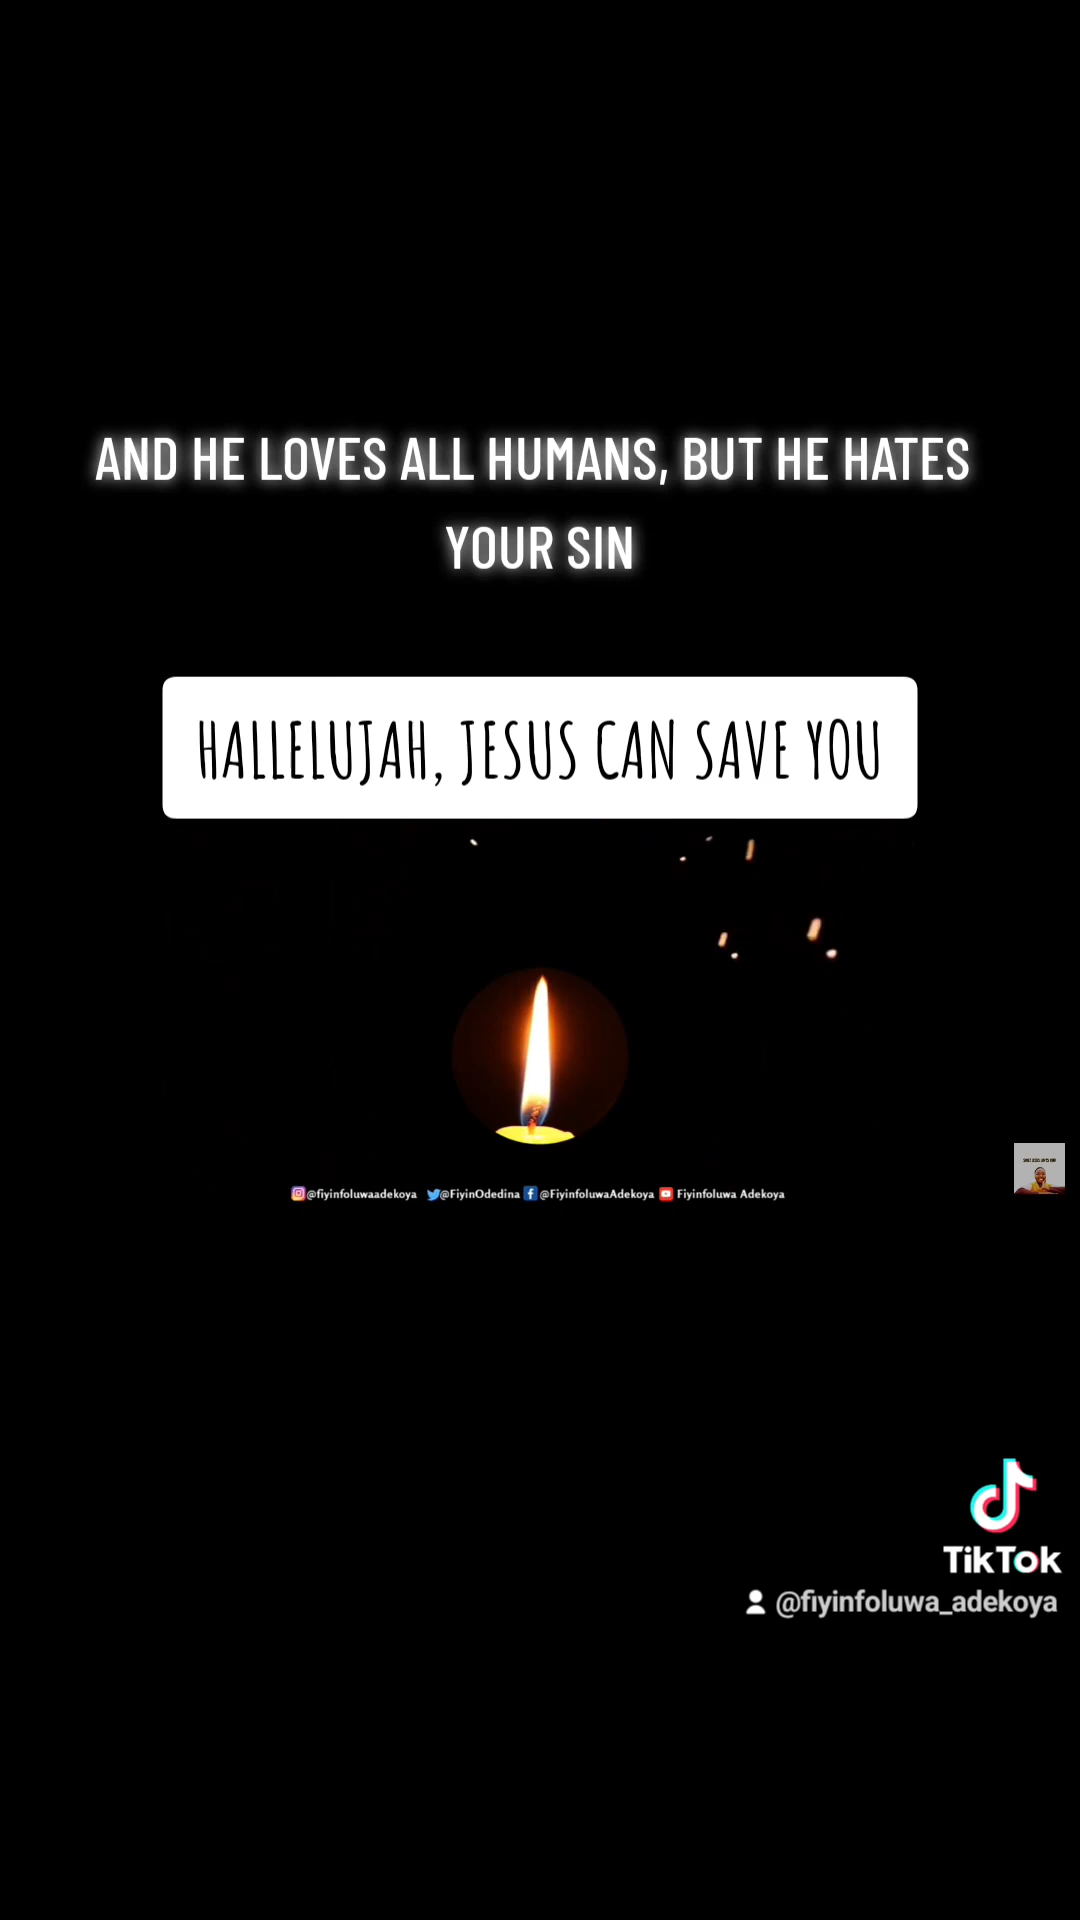 AND HE LOVES ALL HUMANS, BUT HE HATES
YOUR SIN
HALLELUJAH, JESUS CAN SAVE YOU
@fiyinfoluwaadekoya @FiyinOdedina @FiyinfoluwaAdekoya Fiyinfoluwa Adekoya
TikTok
@fiyinfoluwa_adekoya